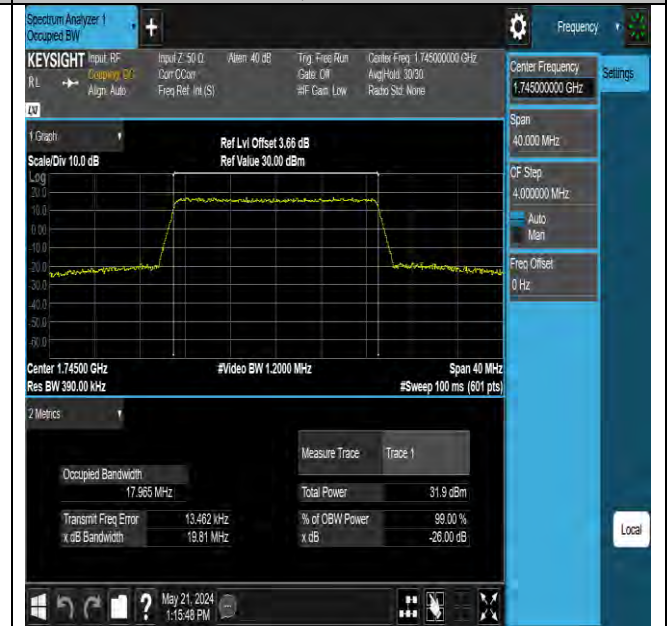 Spectrum Analyzer 1
Occupied BW
Frequency
KEYSIGHT Input: RF
Coupling: DC
Align: Auto
RL
LXI
Input Z: 50 Ω
Corr CCorr
Freq Ref: Int (S)
Atten: 40 dB
Trig: Free Run
Gate: Off
#IF Gain: Low
Center Freq: 1.745000000 GHz
Avg|Hold: 30/30
Radio Std: None
Center Frequency
1.745000000 GHz
Settings
Span
40.000 MHz
CF Step
4.000000 MHz
Auto
Man
Freq Offset
0 Hz
Local
1 Graph
Ref Lvl Offset 3.66 dB
Scale/Div 10.0 dB
Ref Value 30.00 dBm
Log
20.0
10.0
0.00
-10.0
-20.0
-30.0
-40.0
-50.0
-60.0
Center 1.74500 GHz
#Video BW 1.2000 MHz
Span 40 MHz
Res BW 390.00 kHz
#Sweep 100 ms (601 pts)
2 Metrics
Measure Trace Trace 1
Occupied Bandwidth
17.965 MHz
Total Power 31.9 dBm
Transmit Freq Error 13.462 kHz
% of OBW Power 99.00 %
x dB Bandwidth 19.81 MHz
x dB -26.00 dB
? May 21, 2024
1:15:48 PM